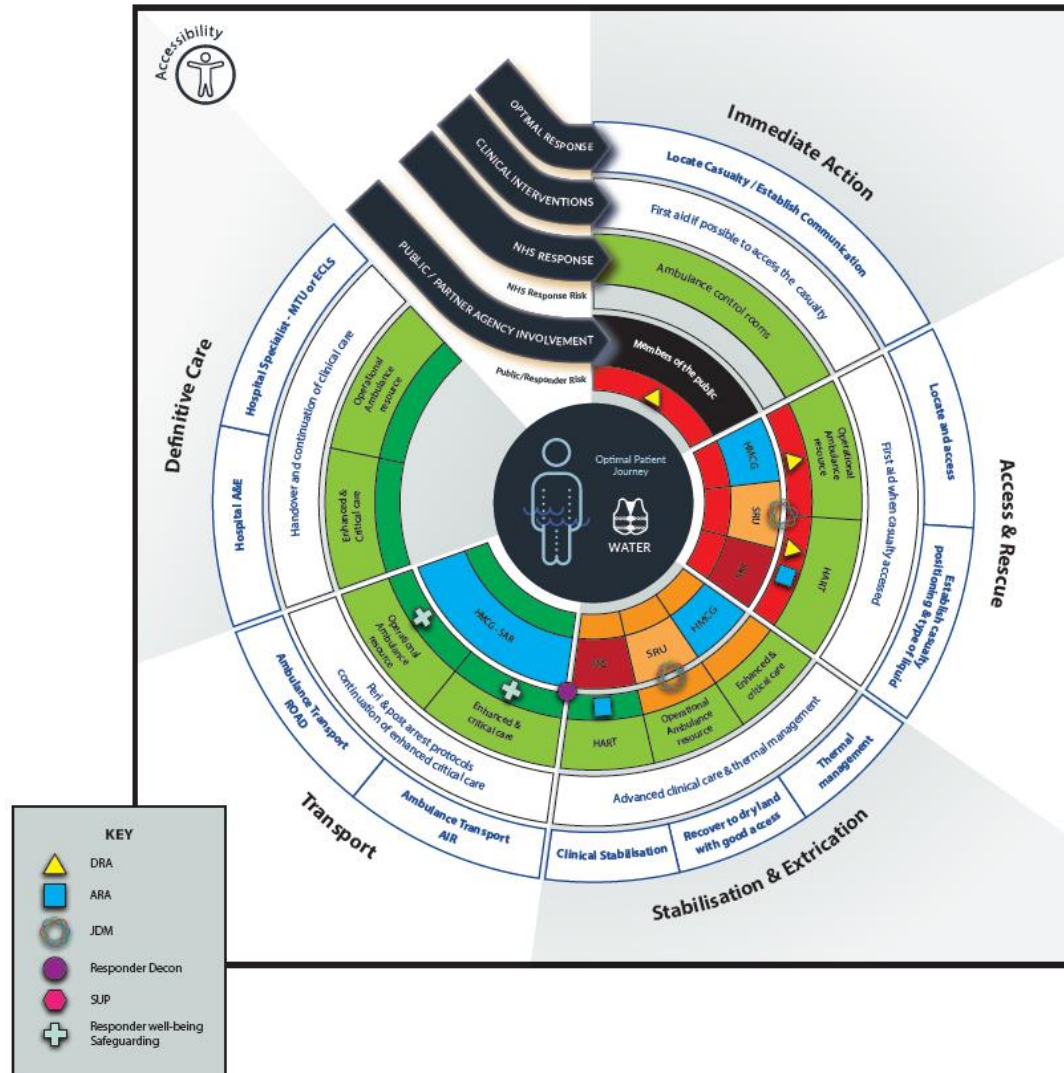 Accessibility
OPTIMAL RESPONSE
CLINICAL INTERVENTIONS
NHS RESPONSE
NHS Response Risk
PUBLIC / PARTNER AGENCY INVOLVEMENT
Public/Responder Risk
Immediate Action
Locate Casualty / Establish Communication
First aid if possible to access the casualty
Ambulance control rooms
Members of the public
Access & Rescue
Locate and access
Establish casualty
positioning & type of liquid
First aid when casualty accessed
Operational
Ambulance
resource
HART
HMCG
SRU
Stabilisation & Extrication
Thermal
management
Recover to dry land
with good access
Clinical Stabilisation
Advanced clinical care & thermal management
Enhanced &
critical care
Operational
Ambulance
resource
HART
HMCG
SRU
Transport
Ambulance Transport
AIR
Ambulance Transport
ROAD
Peri & post arrest protocols
continuation of enhanced critical care
Enhanced &
critical care
Operational
Ambulance
resource
HMCG - SAR
Definitive Care
Hospital A&E
Hospital Specialist - MTU or ECLS
Handover and continuation of clinical care
Enhanced &
Critical care
Operational
Ambulance
resource
Optimal Patient
Journey
WATER
KEY
DRA
ARA
JDM
Responder Decon
SUP
Responder well-being
Safeguarding